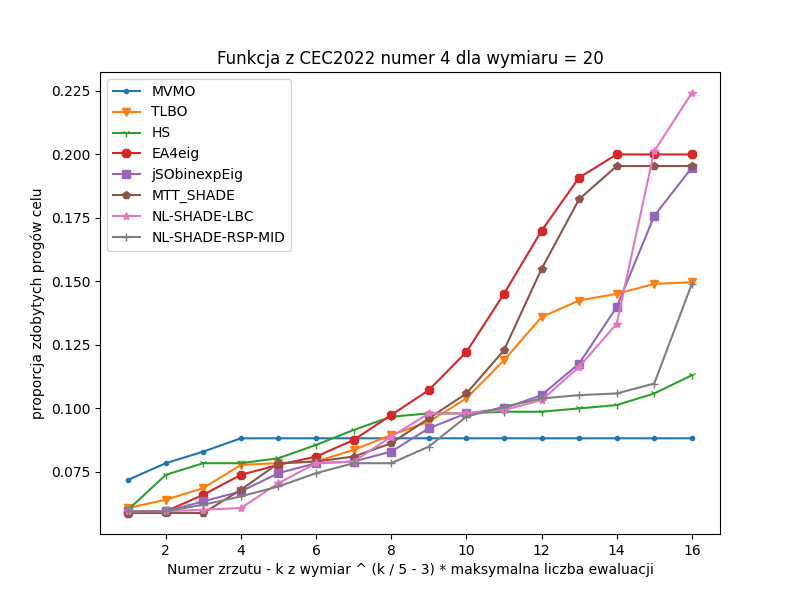 Funkcja z CEC2022 numer 4 dla wymiaru = 20
proporcja zdobytych progów celu
0.225
0.200
0.175
0.150
0.125
0.100
0.075
MVMO
TLBO
HS
EA4eig
jSObinexpEig
MTT_SHADE
NL-SHADE-LBC
NL-SHADE-RSP-MID
2 4 6 8 10 12 14 16
Numer zrzutu - k z wymiar ^ (k / 5 - 3) * maksymalna liczba ewaluacji